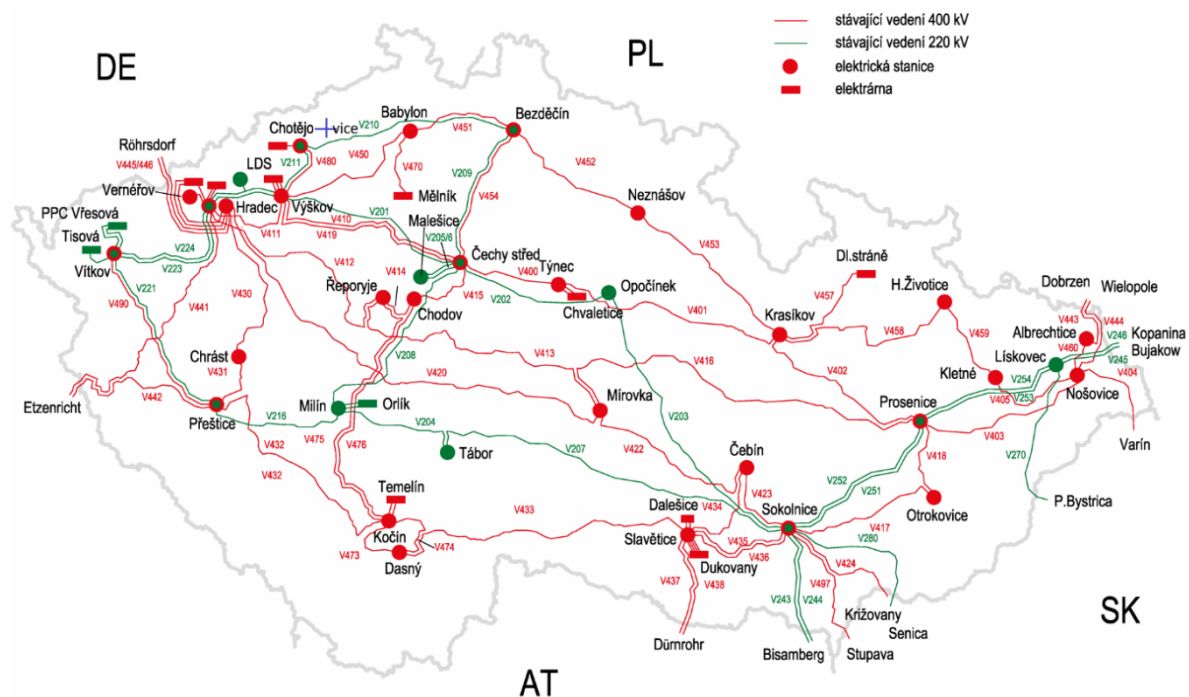 stávající vedení 400 kV
stávající vedení 220 kV
elektrická stanice
elektrárna
DE
PL
Babylon
Bezděčín
Chotějo
vice
V210
V451
Röhrsdorf
V445/446
LDS
V211
V480
V450
V470
V209
V452
Vernéřov
Mělník
V454
Neznášov
Hradec
Výškov
V201
Malešice
PPC Vřesová
V411
V410
V419
V205/6
V453
Tisová
V224
V223
Čechy střed
Vítkov
V412
V414
V400
Týnec
Dl.stráně
V221
V441
V430
Řeporyje
V415
V202
Opočínek
H.Životice
Dobrzen
Wielopole
V490
Chodov
Chvaletice
V401
V457
V443
V444
Krasíkov
V458
V459
Albrechtice
V246
Kopanina
Bujakow
V460
V245
Chrást
V431
V208
V413
V416
Lískovec
V404
V420
V402
Kletné
V254
V405
V253
Nošovice
Etzenricht
V442
Milín
Orlík
Mírovka
Prosenice
Přeštice
V216
V475
V476
V204
V203
V403
Varín
V432
V422
V418
V270
Tábor
V207
Čebín
V432
V252
V251
Temelín
V423
P.Bystrica
Dalešice
V434
Sokolnice
Otrokovice
V433
V417
Kočín
Slavětice
V435
V280
V473
V474
V436
Dasný
Dukovany
V437
V438
V497
V424
V243
V244
Křižovany
Senica
SK
Dürnrohr
Bisamberg
Stupava
AT